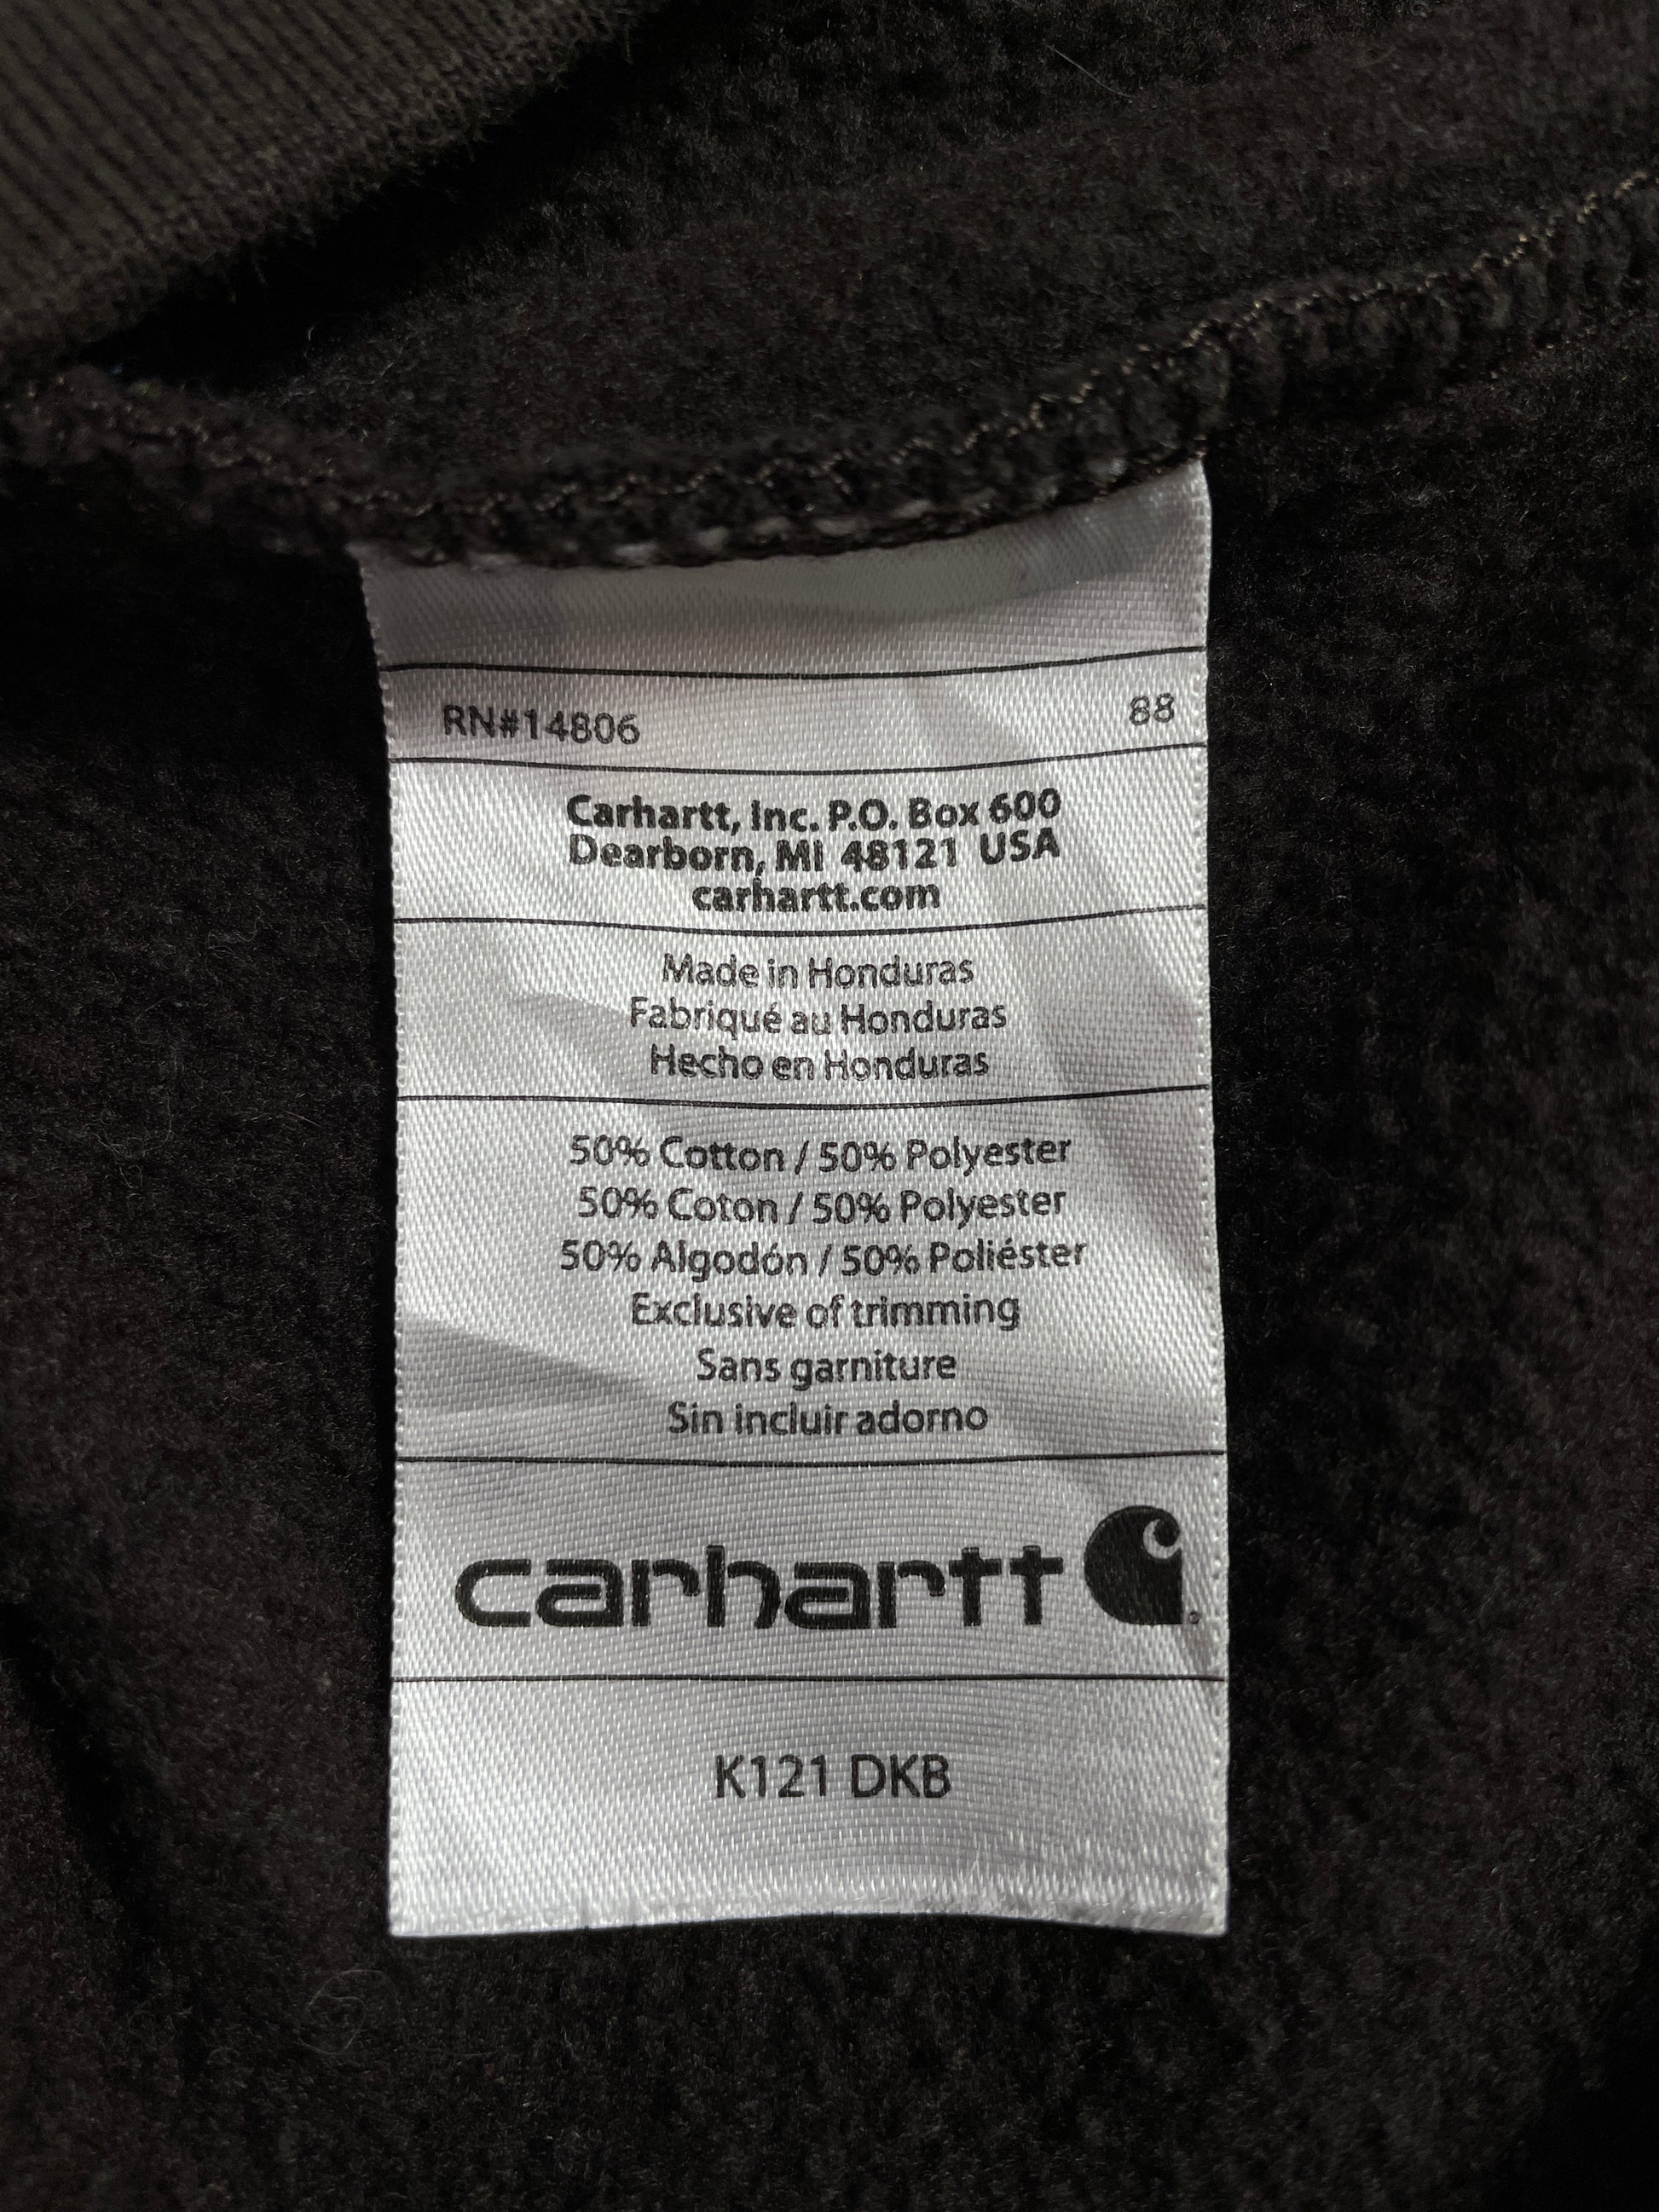 RN#14806 88
Carhartt, Inc. P.O. Box 600
Dearborn, MI 48121 USA
carhartt.com
Made in Honduras
Fabriqué au Honduras
Hecho en Honduras
50% Cotton / 50% Polyester
50% Coton / 50% Polyester
50% Algodón / 50% Poliéster
Exclusive of trimming
Sans garniture
Sin incluir adorno
carhartt
K121 DKB